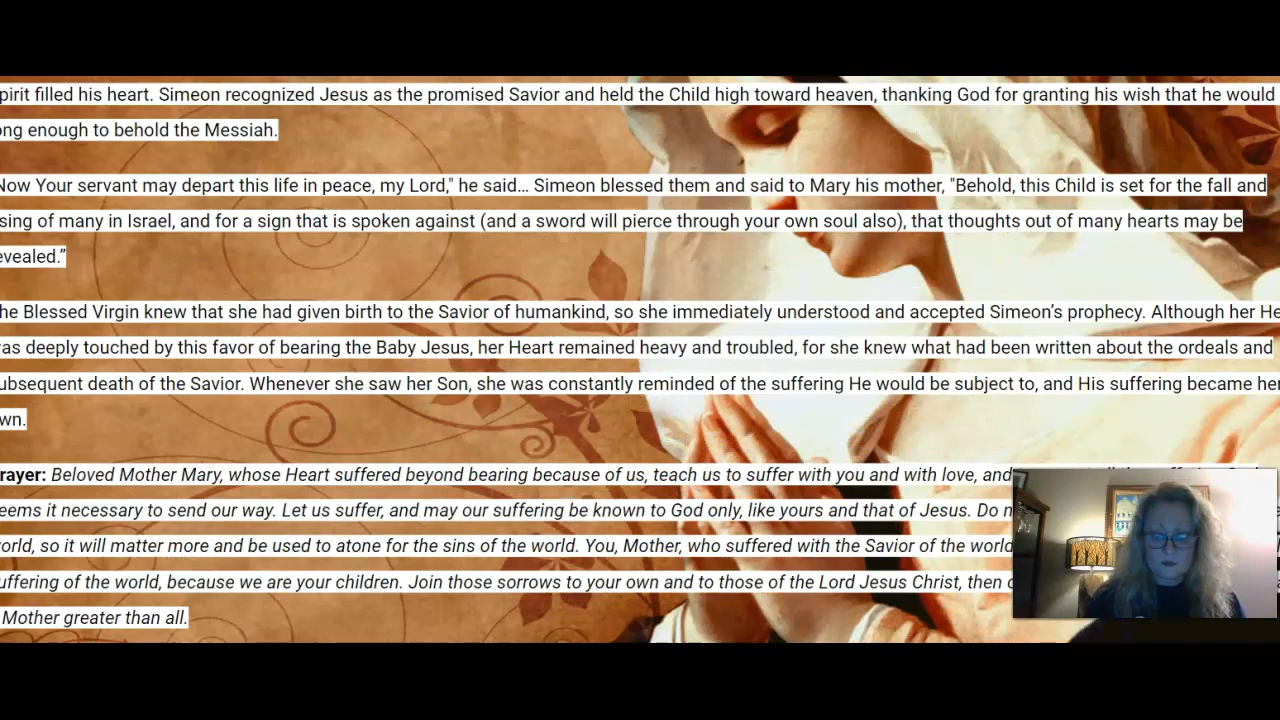 pirit filled his heart. Simeon recognized Jesus as the promised Savior and held the Child high toward heaven, thanking God for granting his wish that he would
ong enough to behold the Messiah.
Now Your servant may depart this life in peace, my Lord," he said… Simeon blessed them and said to Mary his mother, "Behold, this Child is set for the fall and
sing of many in Israel, and for a sign that is spoken against (and a sword will pierce through your own soul also), that thoughts out of many hearts may be
evealed.”
he Blessed Virgin knew that she had given birth to the Savior of humankind, so she immediately understood and accepted Simeon’s prophecy. Although her He
as deeply touched by this favor of bearing the Baby Jesus, her Heart remained heavy and troubled, for she knew what had been written about the ordeals and
ubsequent death of the Savior. Whenever she saw her Son, she was constantly reminded of the suffering He would be subject to, and His suffering became her
wn.
rayer: Beloved Mother Mary, whose Heart suffered beyond bearing because of us, teach us to suffer with you and with love, and
eems it necessary to send our way. Let us suffer, and may our suffering be known to God only, like yours and that of Jesus. Do n
orld, so it will matter more and be used to atone for the sins of the world. You, Mother, who suffered with the Savior of the world
uffering of the world, because we are your children. Join those sorrows to your own and to those of the Lord Jesus Christ, then
Mother greater than all.